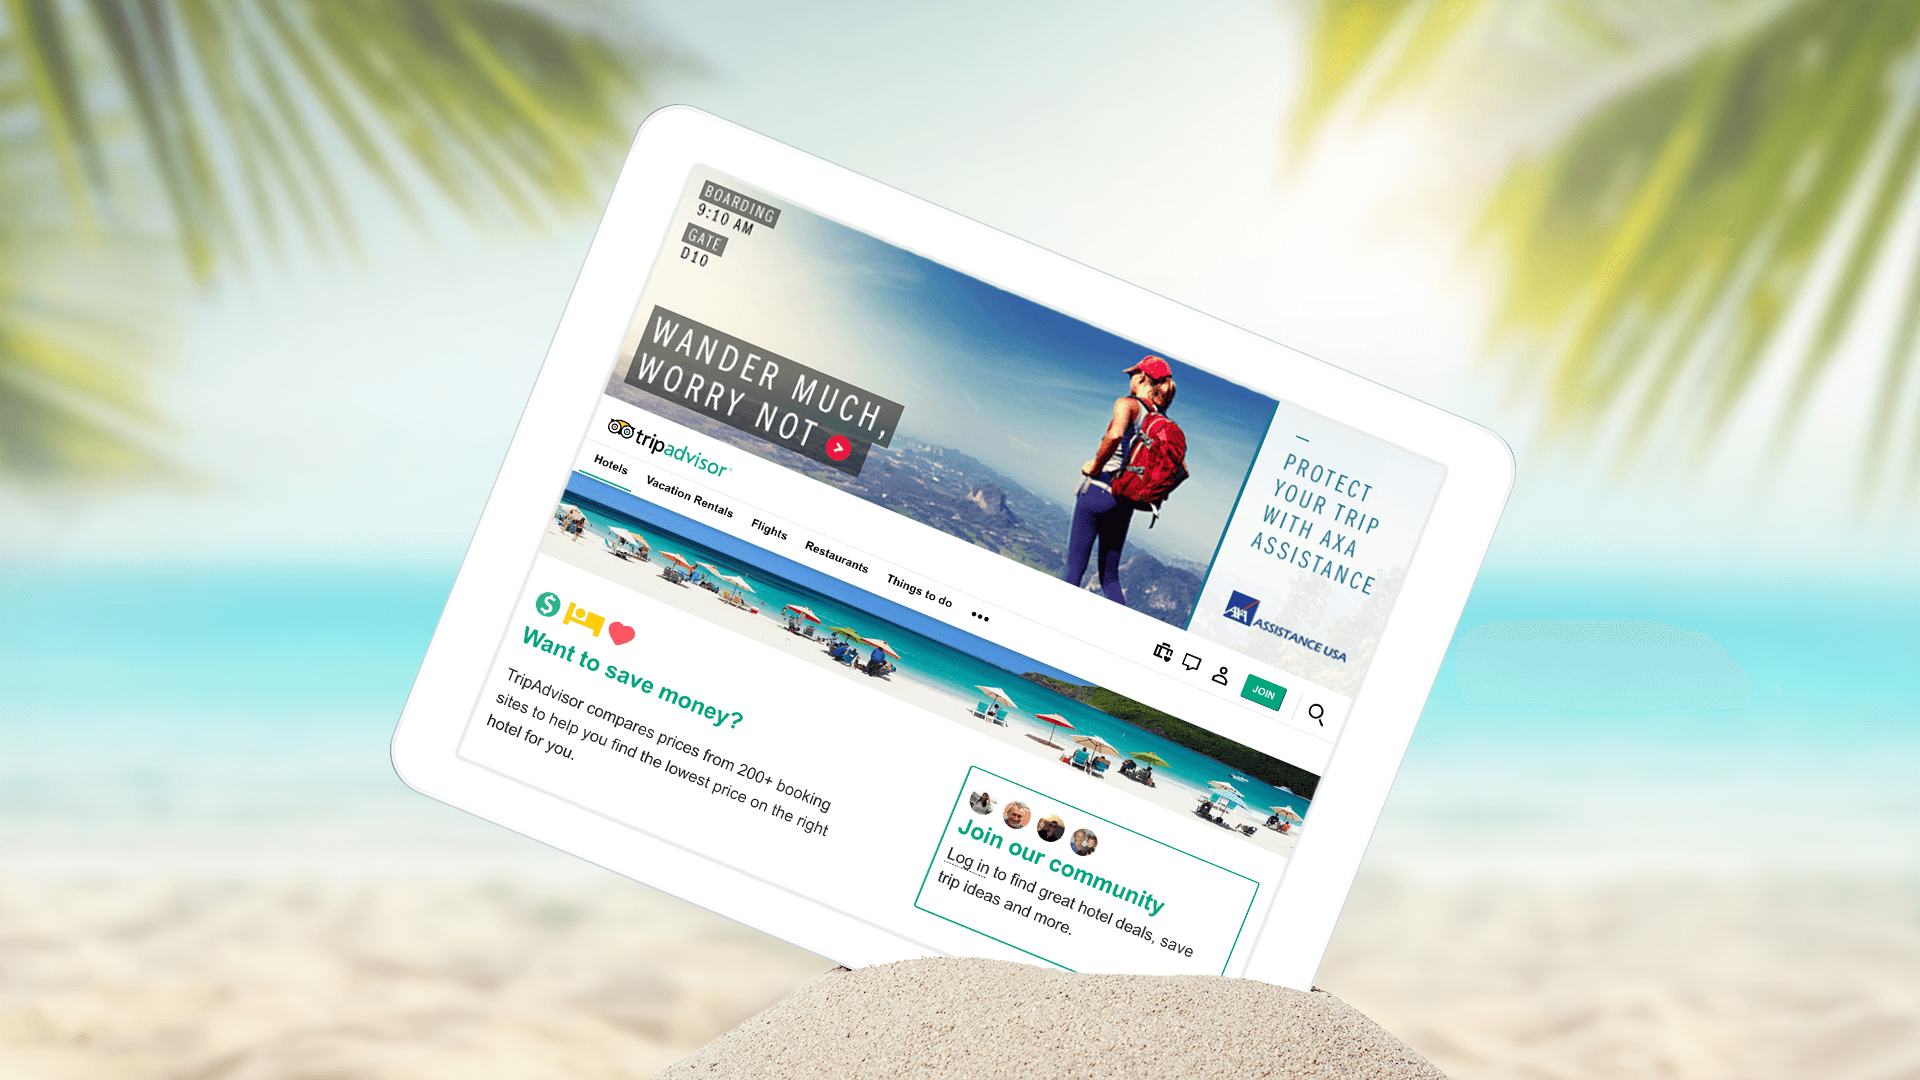 BOARDING
9:10 AM
GATE
D10
WANDER MUCH,
WORRY NOT
PROTECT
YOUR TRIP
WITH AXA
ASSISTANCE
AXA ASSISTANCE USA
tripadvisor
Hotels Vacation Rentals Flights Restaurants Things to do
JOIN
Want to save money?
TripAdvisor compares prices from 200+ booking
sites to help you find the lowest price on the right
hotel for you.
Join our community
Log in to find great hotel deals, save
trip ideas and more.